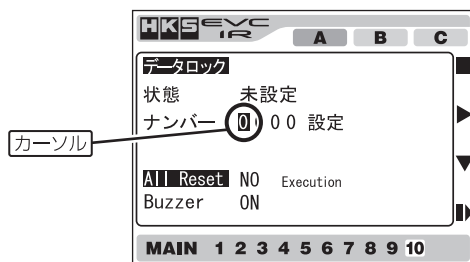 HKS EVC IR
A B C
データロック
状態 未設定
ナンバー 0 0 0 設定
カーソル
All Reset NO Execution
Buzzer ON
MAIN 1 2 3 4 5 6 7 8 9 10